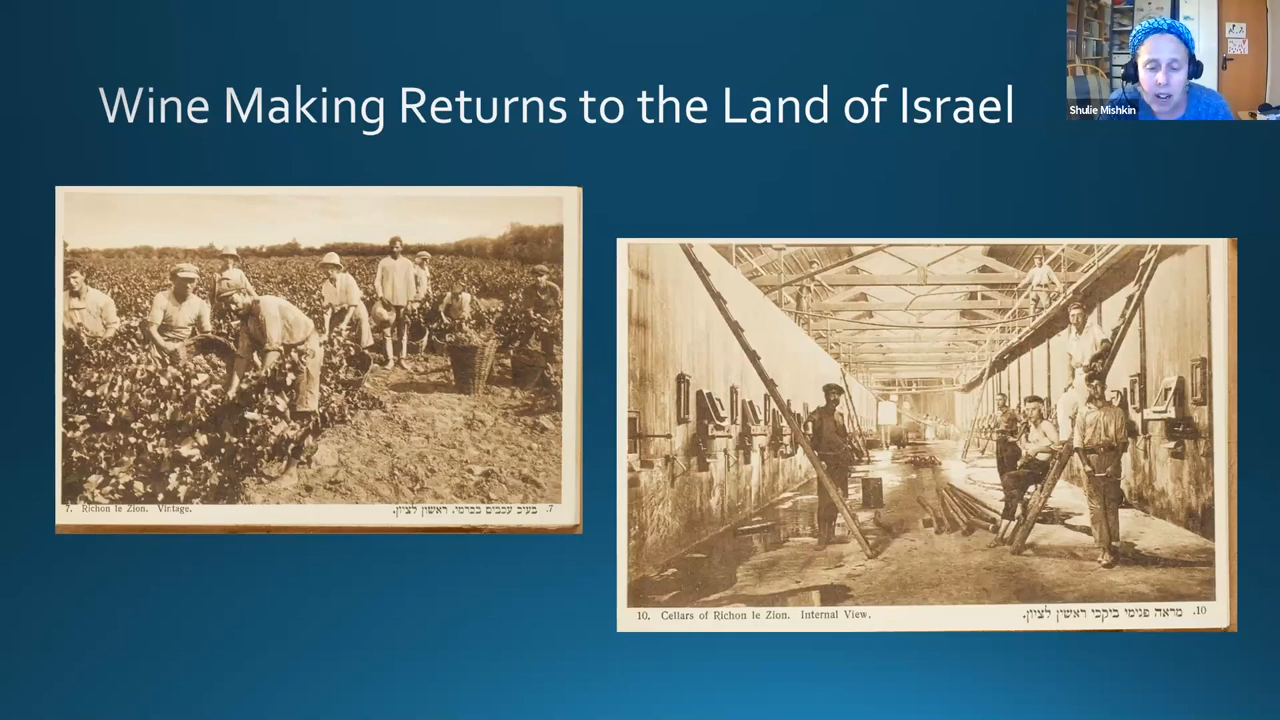 Wine Making Returns to the Land of Israel
Shulie Mishkin
7. Richon le Zion. Vintage.
7. בציר ענבים בכרמי. ראשון לציון.
10. Cellars of Richon le Zion. Internal View.
10. מראה פנימי ביקבי ראשון לציון.